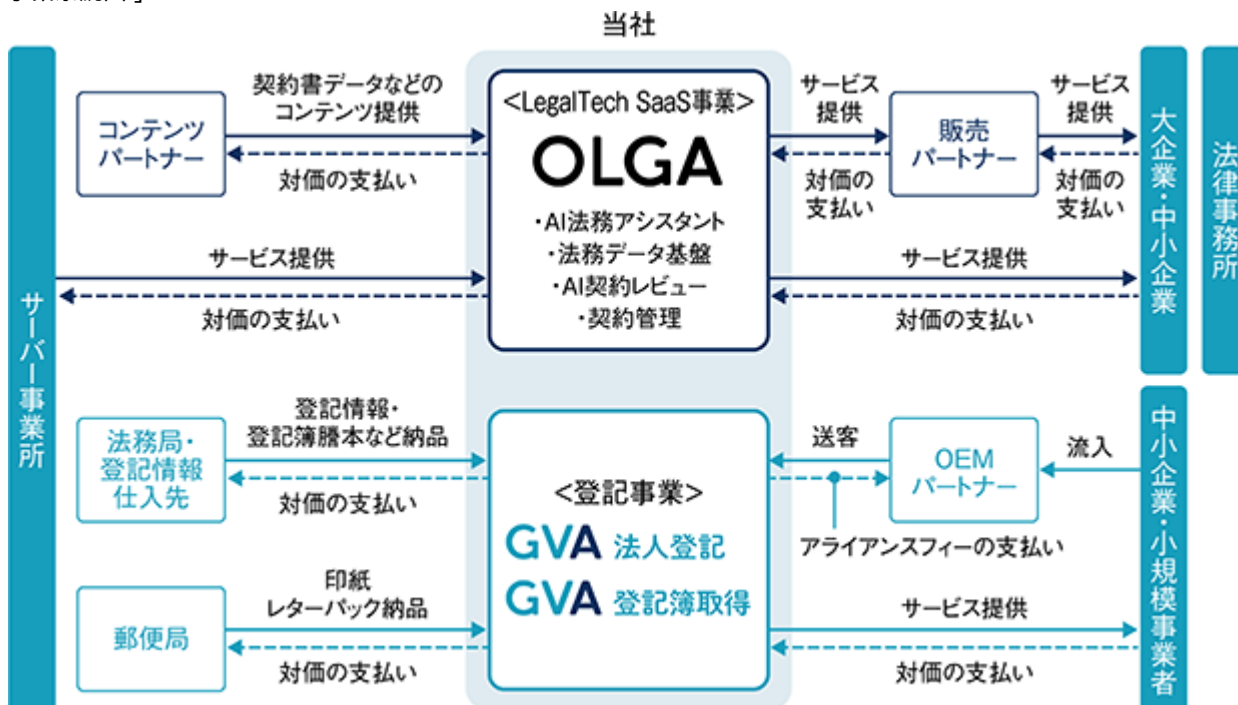 当社
サーバー事業所
コンテンツ
パートナー
契約書データなどの
コンテンツ提供
対価の支払い
サービス提供
対価の支払い
<LegalTech SaaS事業>
OLGA
・AI法務アシスタント
・法務データ基盤
・AI契約レビュー
・契約管理
サービス
提供
対価の
支払い
販売
パートナー
サービス
提供
対価の
支払い
サービス提供
対価の支払い
大企業・中小企業
法律事務所
法務局・
登記情報
仕入先
登記情報・
登記簿謄本など納品
対価の支払い
郵便局
印紙
レターパック納品
対価の支払い
<登記事業>
GVA 法人登記
GVA 登記簿取得
送客
OEM
パートナー
流入
アライアンスフィーの支払い
サービス提供
対価の支払い
中小企業・小規模事業者